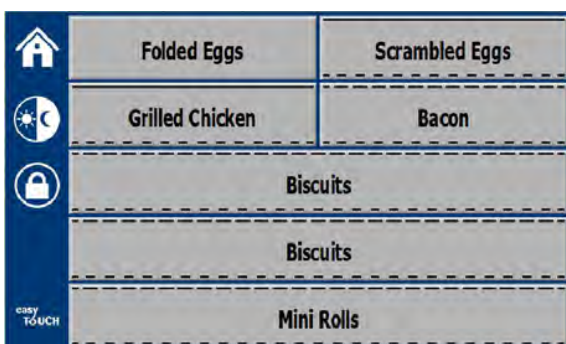 Folded Eggs
Scrambled Eggs
Grilled Chicken
Bacon
Biscuits
Biscuits
Mini Rolls
easy
TOUCH